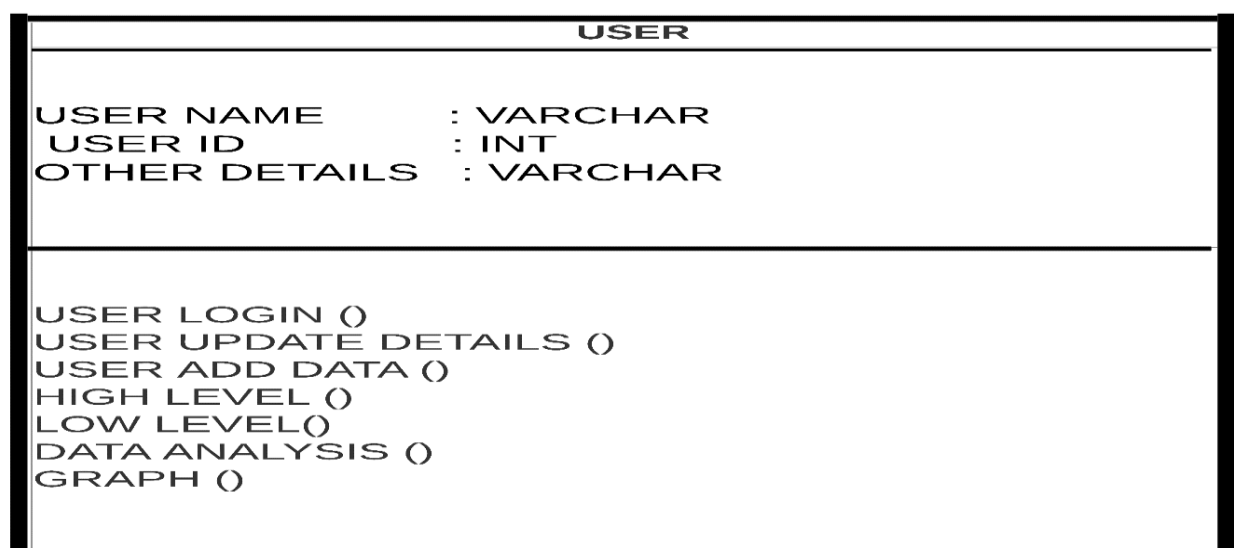 USER
USER NAME : VARCHAR
USER ID : INT
OTHER DETAILS : VARCHAR
USER LOGIN ()
USER UPDATE DETAILS ()
USER ADD DATA ()
HIGH LEVEL ()
LOW LEVEL()
DATA ANALYSIS ()
GRAPH ()